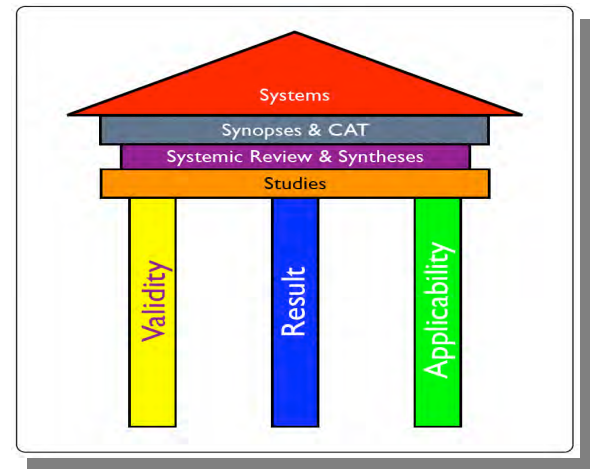 Systems
Synopses & CAT
Systemic Review & Syntheses
Studies
Validity
Result
Applicability